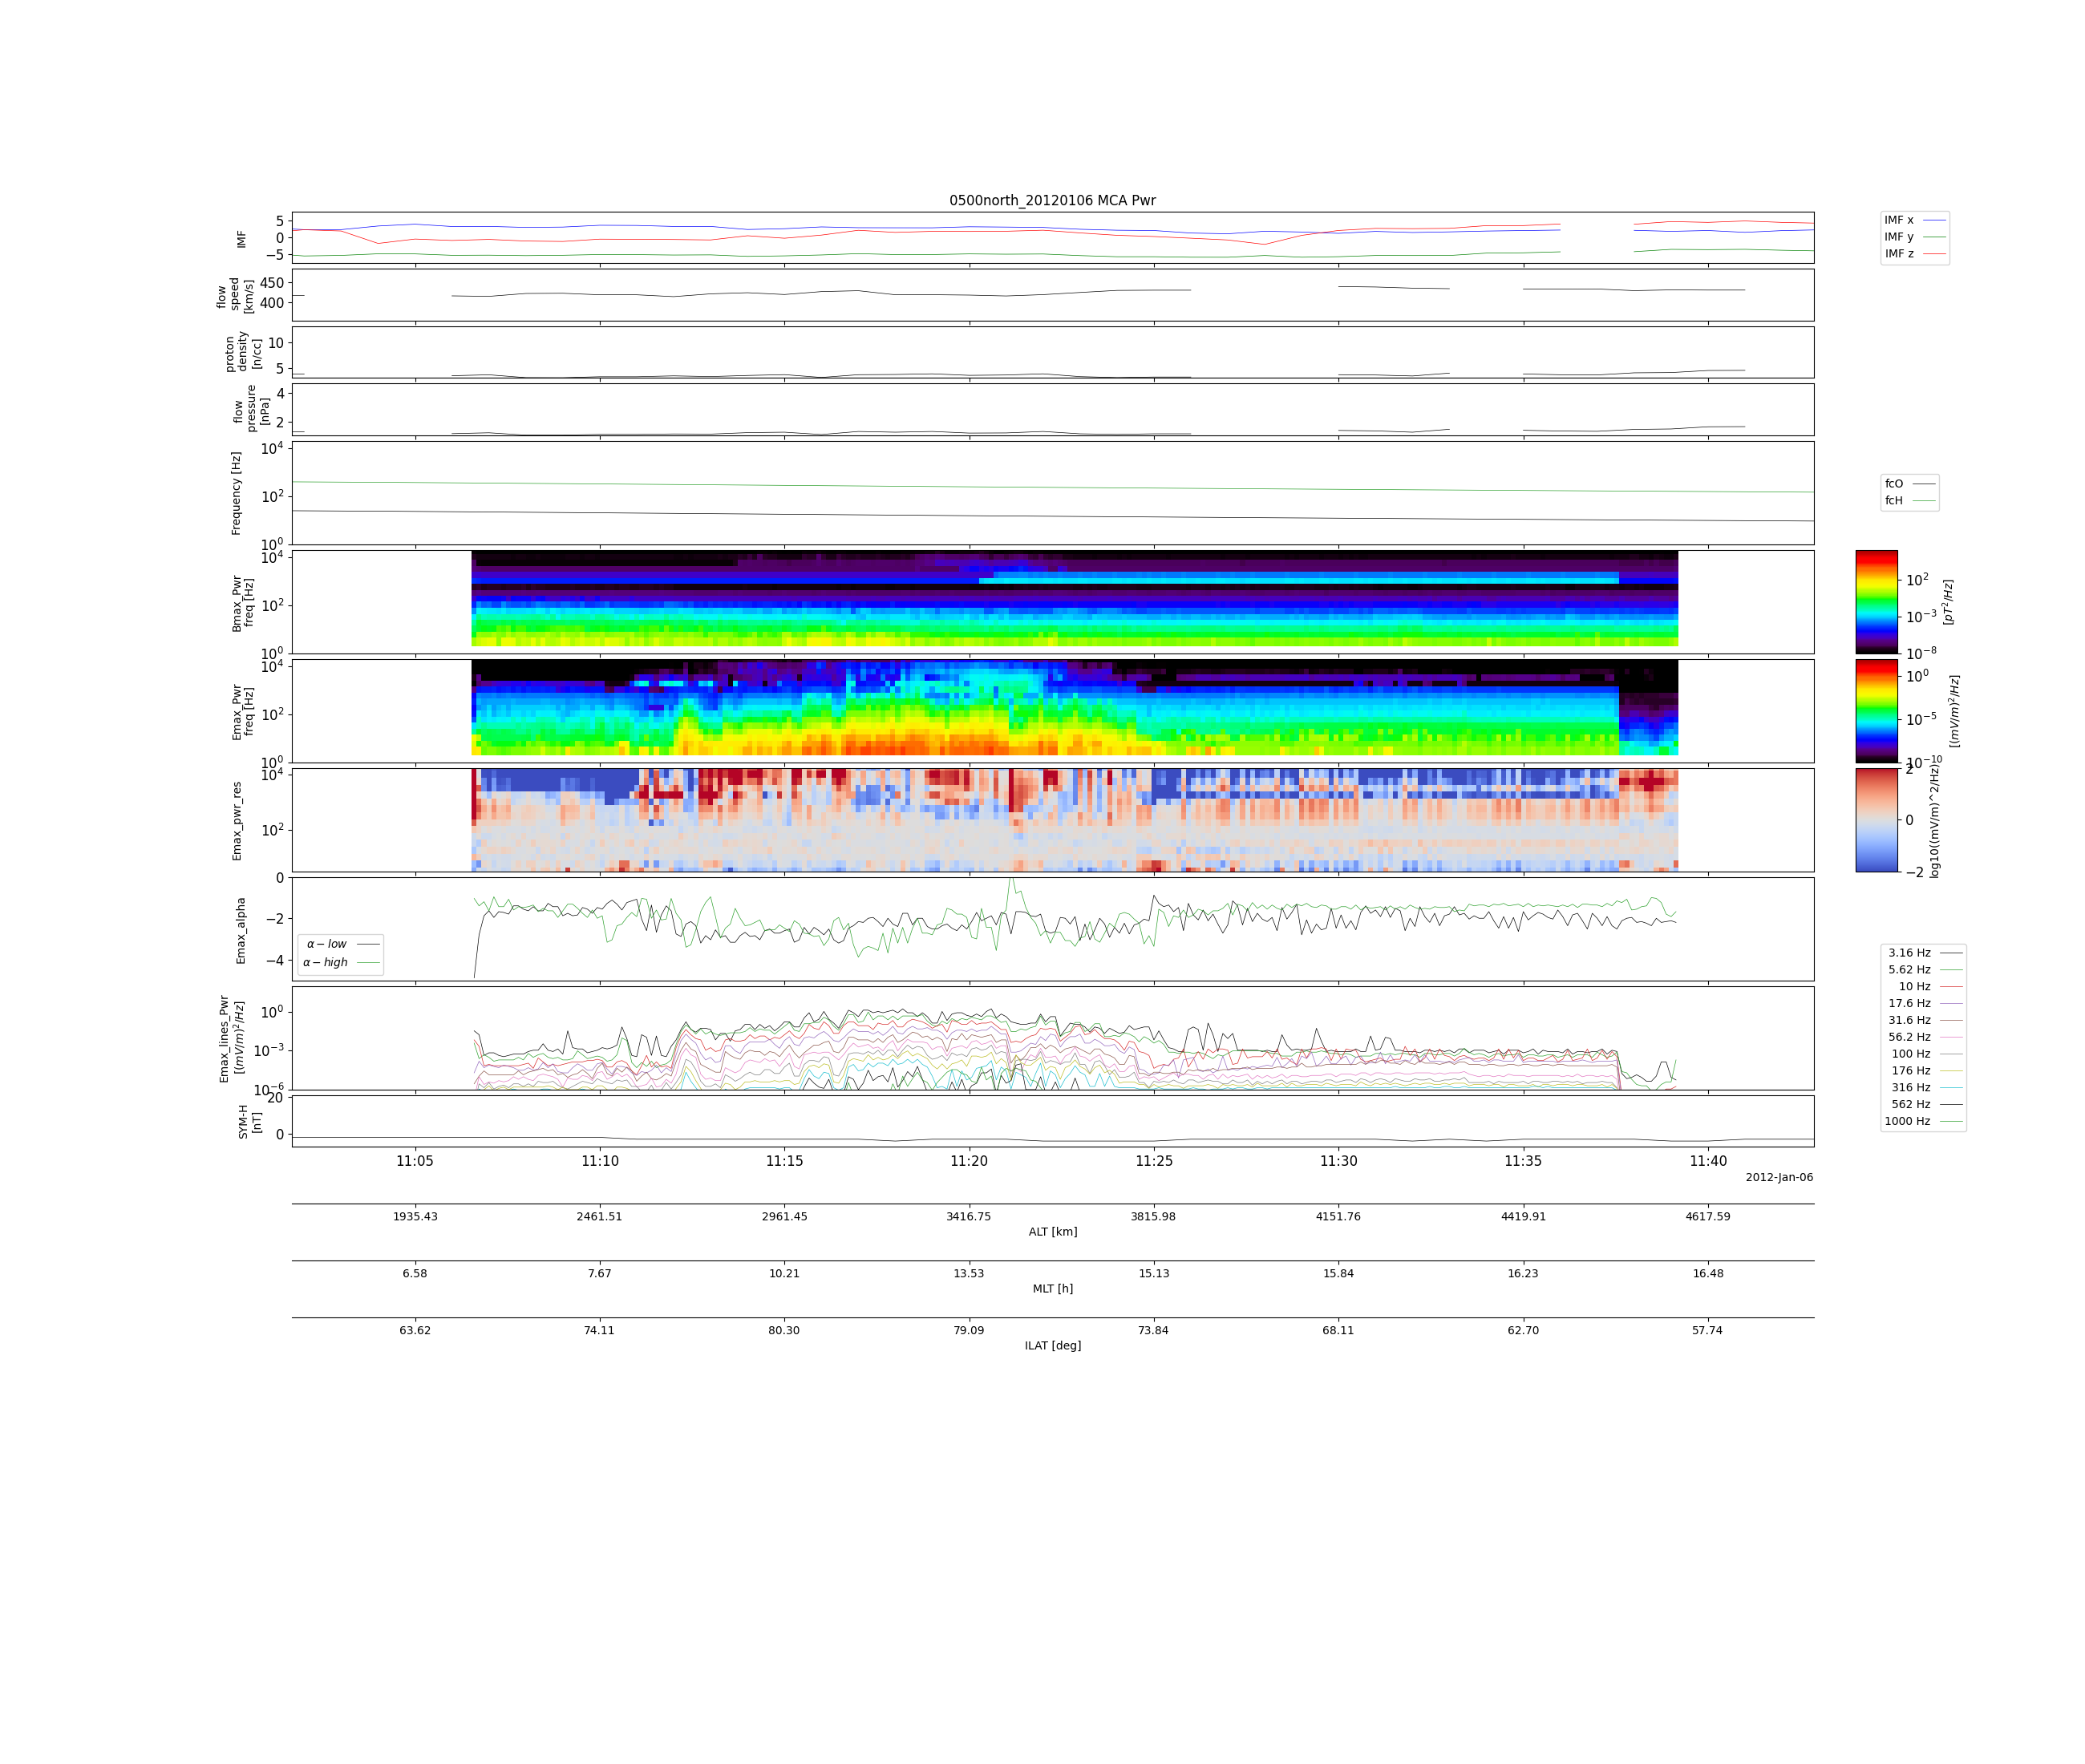 0500north_20120106 MCA Pwr
IMF
5
0
−5
IMF x
IMF y
IMF z
flow
speed
[km/s]
450
400
proton
density
[n/cc]
10
5
flow
pressure
[nPa]
4
2
Frequency [Hz]
10^4
10^2
10^0
fcO
fcH
Bmax_Pwr
freq [Hz]
10^4
10^2
10^0
10^2
10^−3
10^−8
[pT^2/Hz]
Emax_Pwr
freq [Hz]
10^4
10^2
10^0
10^0
10^−5
10^−10
[(mV/m)^2/Hz]
Emax_pwr_res
10^4
10^2
2
0
−2
log10((mV/m)^2/Hz)
Emax_alpha
0
−2
−4
α − low
α − high
Emax_lines_Pwr
[(mV/m)^2/Hz]
10^0
10^−3
10^−6
3.16 Hz
5.62 Hz
10 Hz
17.6 Hz
31.6 Hz
56.2 Hz
100 Hz
176 Hz
316 Hz
562 Hz
1000 Hz
SYM-H
[nT]
20
0
11:05 11:10 11:15 11:20 11:25 11:30 11:35 11:40
2012-Jan-06
1935.43 2461.51 2961.45 3416.75 3815.98 4151.76 4419.91 4617.59
ALT [km]
6.58 7.67 10.21 13.53 15.13 15.84 16.23 16.48
MLT [h]
63.62 74.11 80.30 79.09 73.84 68.11 62.70 57.74
ILAT [deg]